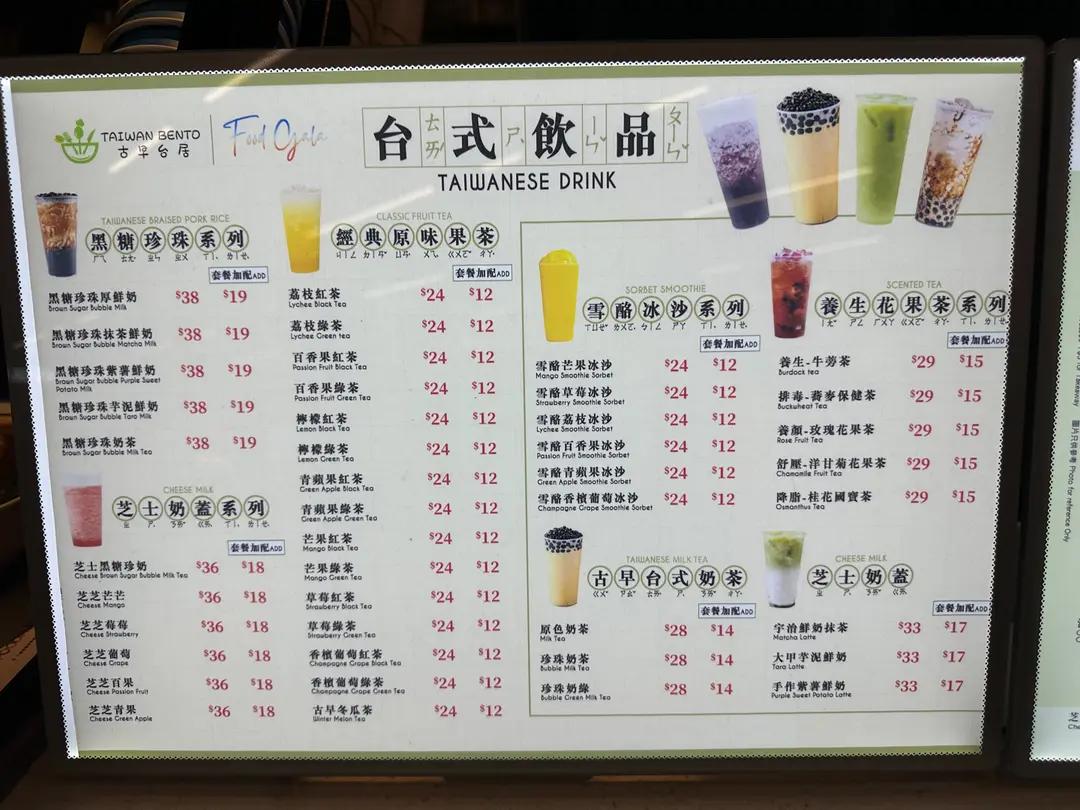 TAIWAN BENTO
古早台居
Food Gala
台式飲品
ㄊㄞˊ ㄕˋ ㄧㄣˇ ㄆㄧㄣˇ
TAIWANESE DRINK
TAIWANESE BRAISED PORK RICE
黑糖珍珠系列
套餐加配ADD
黑糖珍珠厚鮮奶 $38 $19
Brown Sugar Bubble Milk
黑糖珍珠抹茶鮮奶 $38 $19
Brown Sugar Bubble Matcha Milk
黑糖珍珠紫薯鮮奶 $38 $19
Brown Sugar Bubble Purple Sweet
Potato Milk
黑糖珍珠芋泥鮮奶 $38 $19
Brown Sugar Bubble Taro Milk
黑糖珍珠奶茶 $38 $19
Brown Sugar Bubble Milk Tea
CHEESE MILK
芝士奶蓋系列
套餐加配ADD
芝士黑糖珍奶 $36 $18
Cheese Brown Sugar Bubble Milk Tea
芝芝芒芒 $36 $18
Cheese Mango
芝芝莓莓 $36 $18
Cheese Strawberry
芝芝葡萄 $36 $18
Cheese Grape
芝芝百果 $36 $18
Cheese Passion Fruit
芝芝青果 $36 $18
Cheese Green Apple
CLASSIC FRUIT TEA
經典原味果茶
套餐加配ADD
荔枝紅茶 $24 $12
Lychee Black Tea
荔枝綠茶 $24 $12
Lychee Green tea
百香果紅茶 $24 $12
Passion Fruit Black Tea
百香果綠茶 $24 $12
Passion Fruit Green Tea
檸檬紅茶 $24 $12
Lemon Black Tea
檸檬綠茶 $24 $12
Lemon Green Tea
青蘋果紅茶 $24 $12
Green Apple Black Tea
青蘋果綠茶 $24 $12
Green Apple Green Tea
芒果紅茶 $24 $12
Mango Black Tea
芒果綠茶 $24 $12
Mango Green Tea
草莓紅茶 $24 $12
Strawberry Black Tea
草莓綠茶 $24 $12
Strawberry Green Tea
香檳葡萄紅茶 $24 $12
Champagne Grape Black Tea
香檳葡萄綠茶 $24 $12
Champagne Grape Green Tea
古早冬瓜茶 $24 $12
Winter Melon Tea
SORBET SMOOTHIE
雪酪冰沙系列
套餐加配ADD
雪酪芒果冰沙 $24 $12
Mango Smoothie Sorbet
雪酪草莓冰沙 $24 $12
Strawberry Smoothie Sorbet
雪酪荔枝冰沙 $24 $12
Lychee Smoothie Sorbet
雪酪百香果冰沙 $24 $12
Passion Fruit Smoothie Sorbet
雪酪青蘋果冰沙 $24 $12
Green Apple Smoothie Sorbet
雪酪香檳葡萄冰沙 $24 $12
Champagne Grape Smoothie Sorbet
SCENTED TEA
養生花果茶系列
套餐加配ADD
養生-牛蒡茶 $29 $15
Burdock tea
排毒-蕎麥保健茶 $29 $15
Buckuheat Tea
養顏-玫瑰花果茶 $29 $15
Rose Fruit Tea
舒壓-洋甘菊花果茶 $29 $15
Chamomile Fruit Tea
降脂-桂花國寶茶 $29 $15
Osmanthus Tea
TAIWANESE MILK TEA
古早台式奶茶
套餐加配ADD
原色奶茶 $28 $14
Milk Tea
珍珠奶茶 $28 $14
Bubble Milk Tea
珍珠奶綠 $28 $14
Bubble Green Milk Tea
CHEESE MILK
芝士奶蓋
套餐加配ADD
宇治鮮奶抹茶 $33 $17
Matcha Latte
大甲芋泥鮮奶 $33 $17
Taro Latte
手作紫薯鮮奶 $33 $17
Purple Sweet Potato Latte
圖片只供參考 Photo for reference Only